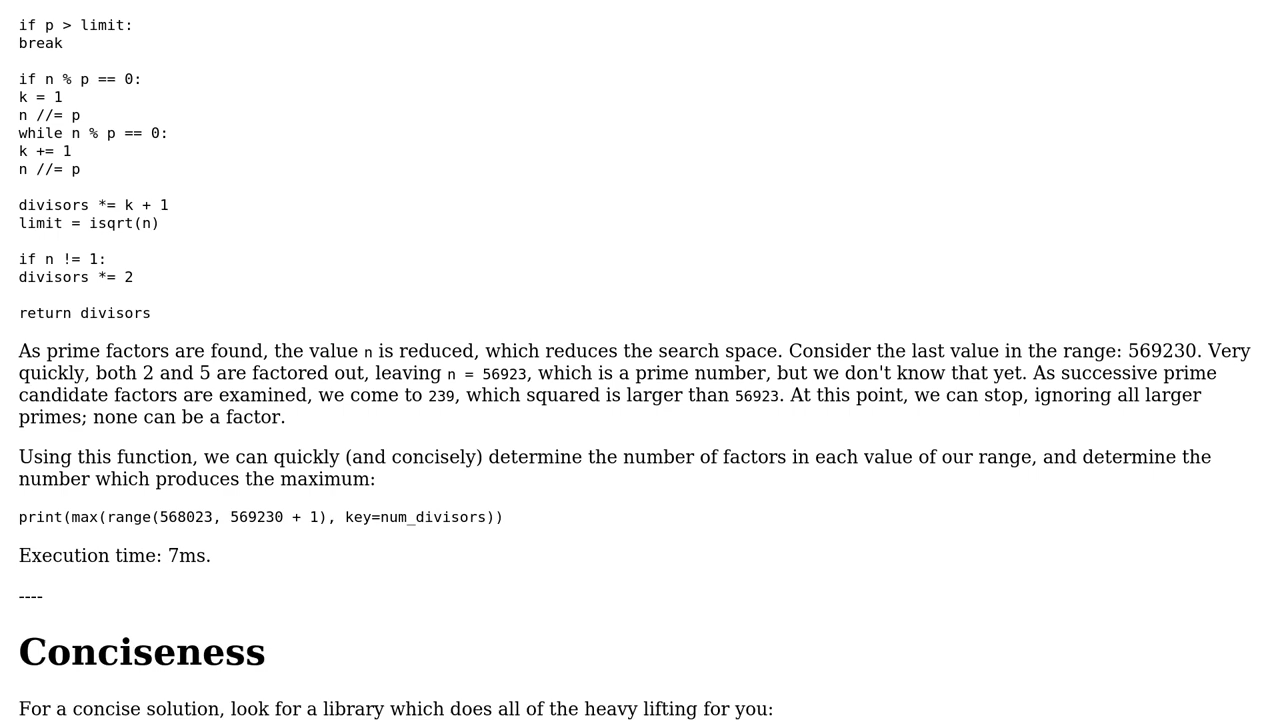 if p > limit:
break
if n % p == 0:
k = 1
n //= p
while n % p == 0:
k += 1
n //= p
divisors *= k + 1
limit = isqrt(n)
if n != 1:
divisors *= 2
return divisors
As prime factors are found, the value n is reduced, which reduces the search space. Consider the last value in the range: 569230. Very
quickly, both 2 and 5 are factored out, leaving n = 56923, which is a prime number, but we don't know that yet. As successive prime
candidate factors are examined, we come to 239, which squared is larger than 56923. At this point, we can stop, ignoring all larger
primes; none can be a factor.
Using this function, we can quickly (and concisely) determine the number of factors in each value of our range, and determine the
number which produces the maximum:
print(max(range(568023, 569230 + 1), key=num_divisors))
Execution time: 7ms.
----
Conciseness
For a concise solution, look for a library which does all of the heavy lifting for you: